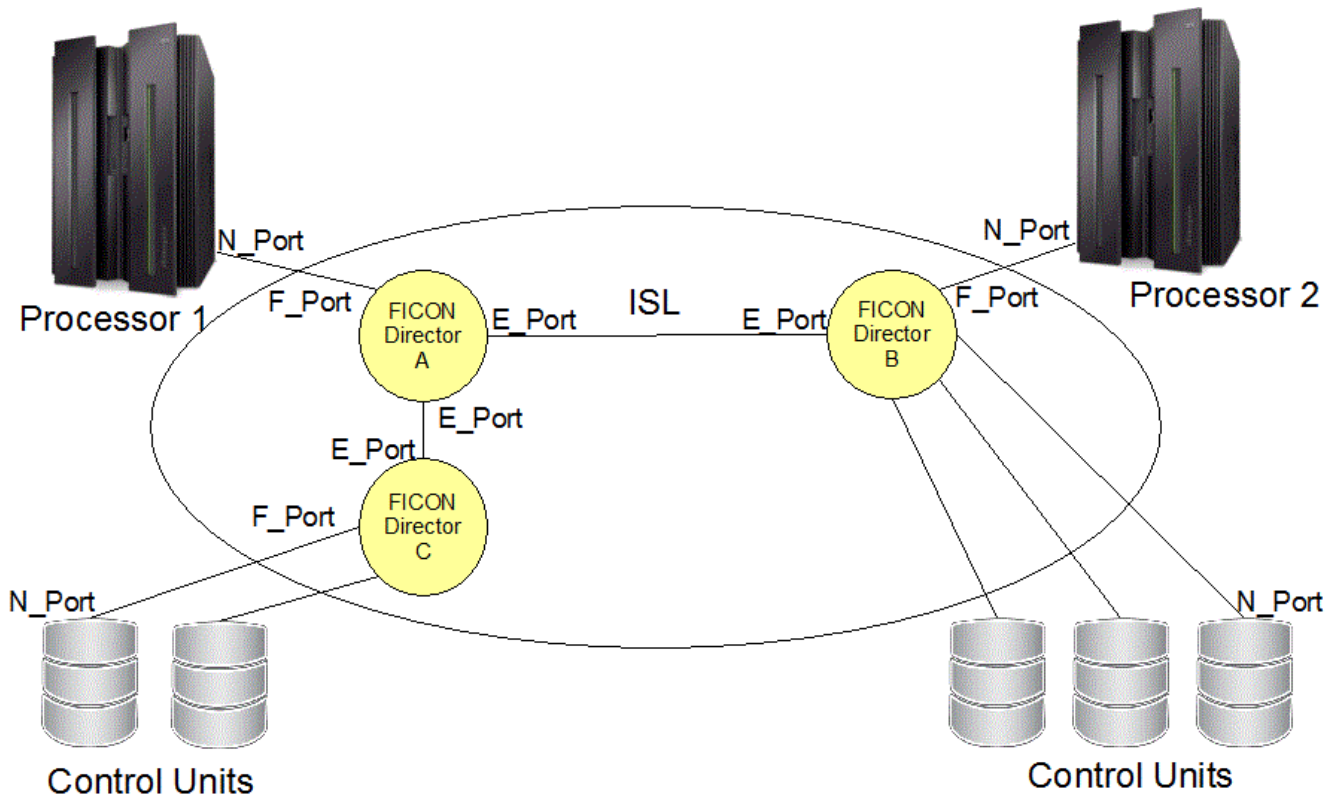 N_Port
N_Port
Processor 1
Processor 2
F_Port
F_Port
FICON
Director
A
E_Port
ISL
E_Port
FICON
Director
B
E_Port
E_Port
F_Port
FICON
Director
C
N_Port
N_Port
Control Units
Control Units